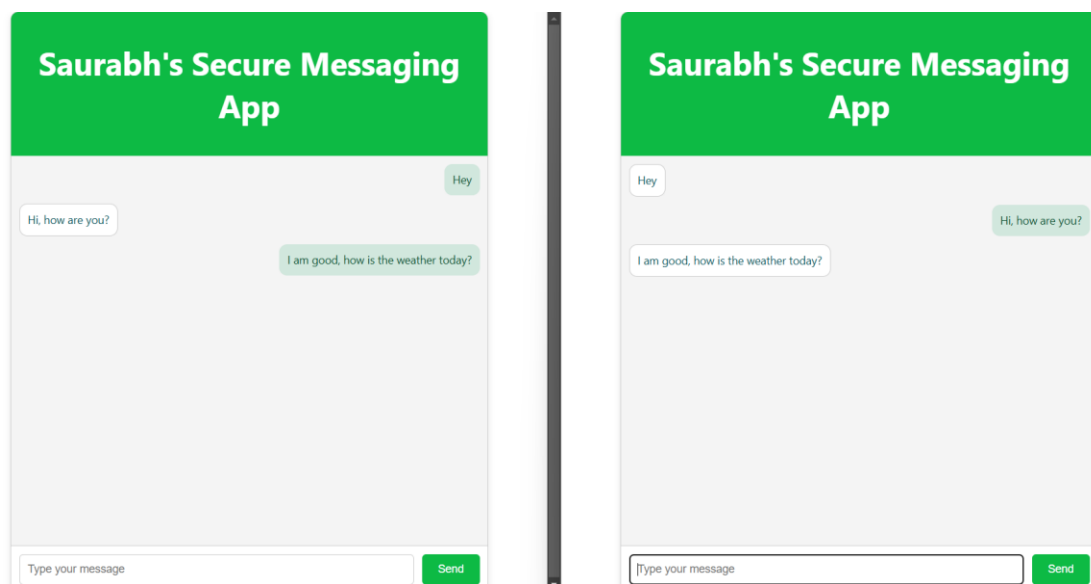 Saurabh's Secure Messaging
App
Hey
Hi, how are you?
I am good, how is the weather today?
Type your message
Send
Saurabh's Secure Messaging
App
Hey
Hi, how are you?
I am good, how is the weather today?
Type your message
Send